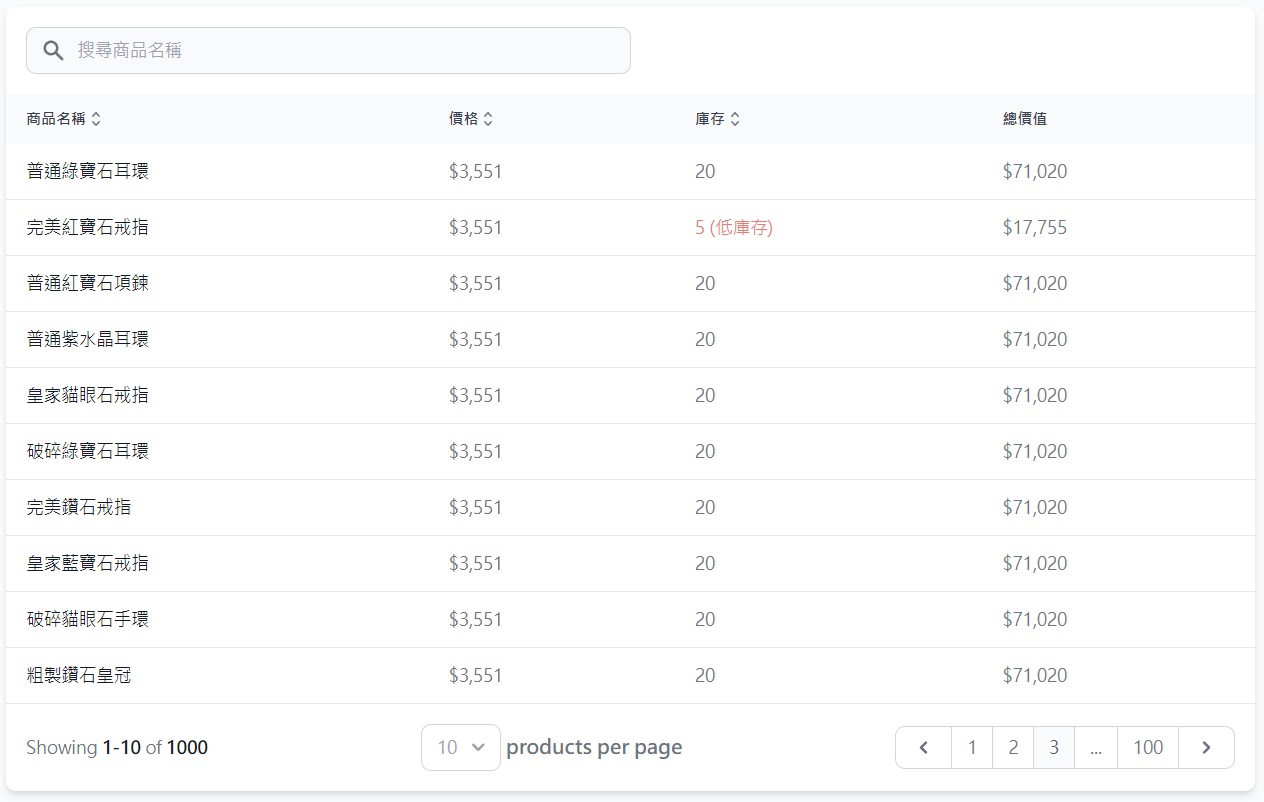 搜尋商品名稱
商品名稱 價格 庫存 總價值
普通綠寶石耳環 $3,551 20 $71,020
完美紅寶石戒指 $3,551 5 (低庫存) $17,755
普通紅寶石項鍊 $3,551 20 $71,020
普通紫水晶耳環 $3,551 20 $71,020
皇家貓眼石戒指 $3,551 20 $71,020
破碎綠寶石耳環 $3,551 20 $71,020
完美鑽石戒指 $3,551 20 $71,020
皇家藍寶石戒指 $3,551 20 $71,020
破碎貓眼石手環 $3,551 20 $71,020
粗製鑽石皇冠 $3,551 20 $71,020
Showing 1-10 of 1000 10 products per page 1 2 3 ... 100